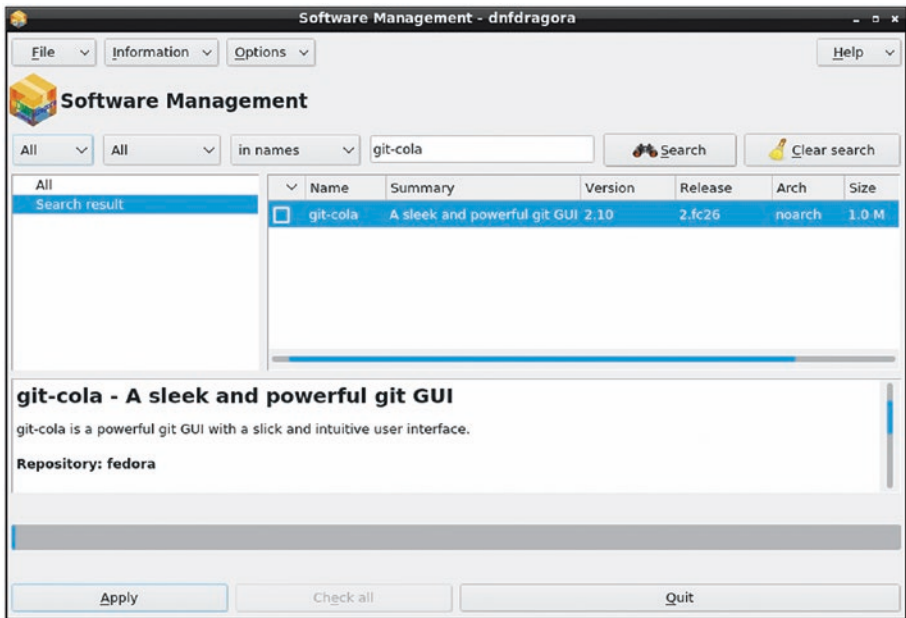 Software Management - dnfdragora
File Information Options Help
Software Management
All All in names git-cola Search Clear search
All
Search result
Name Summary Version Release Arch Size
git-cola A sleek and powerful git GUI 2.10 2.fc26 noarch 1.0 M
git-cola - A sleek and powerful git GUI
git-cola is a powerful git GUI with a slick and intuitive user interface.
Repository: fedora
Apply Check all Quit